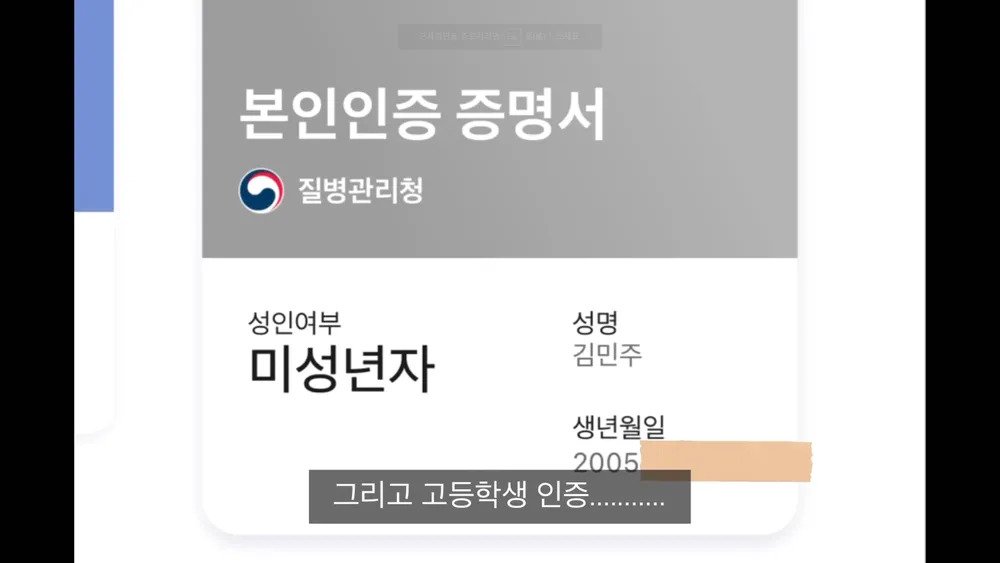 본인인증 증명서
질병관리청
성인여부
미성년자
성명
김민주
생년월일
2005
그리고 고등학생 인증...........